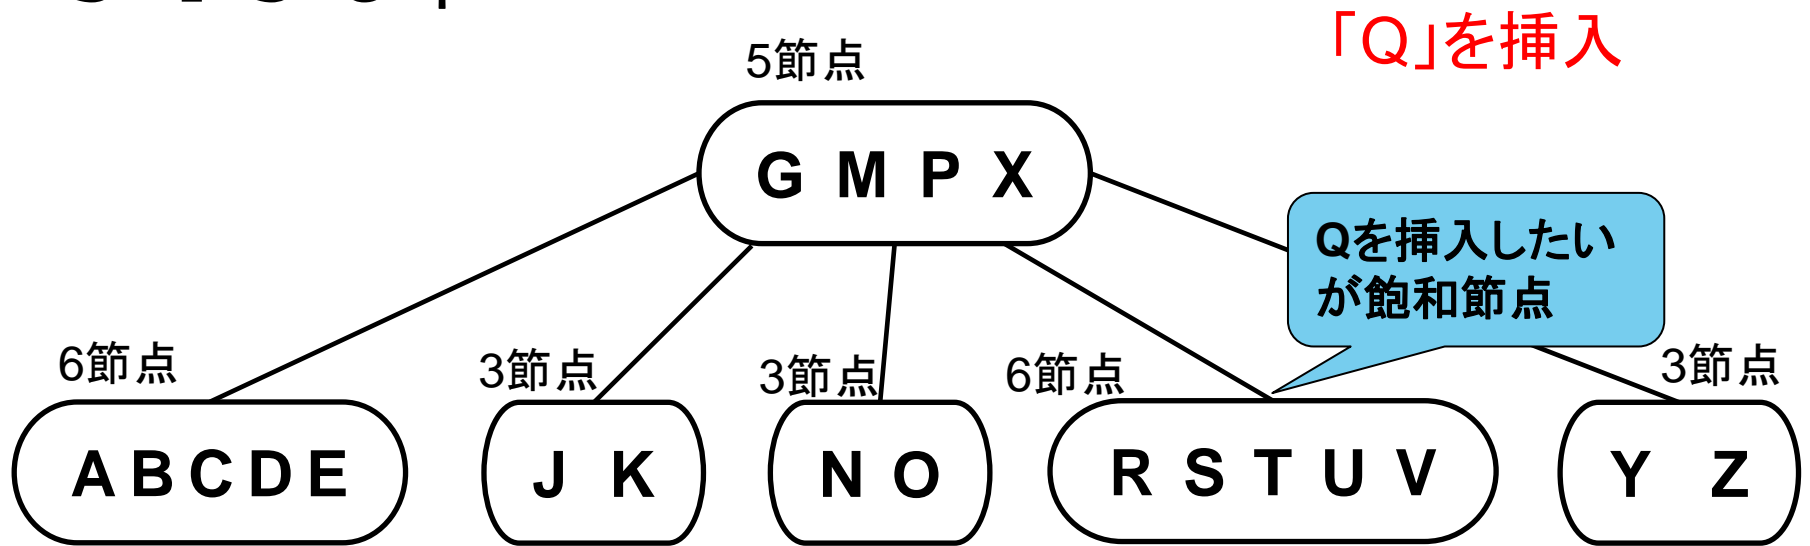 「Q」を挿入
5節点
G M P X
Qを挿入したい
が飽和節点
6節点
3節点
3節点
6節点
3節点
A B C D E
J K
N O
R S T U V
Y Z